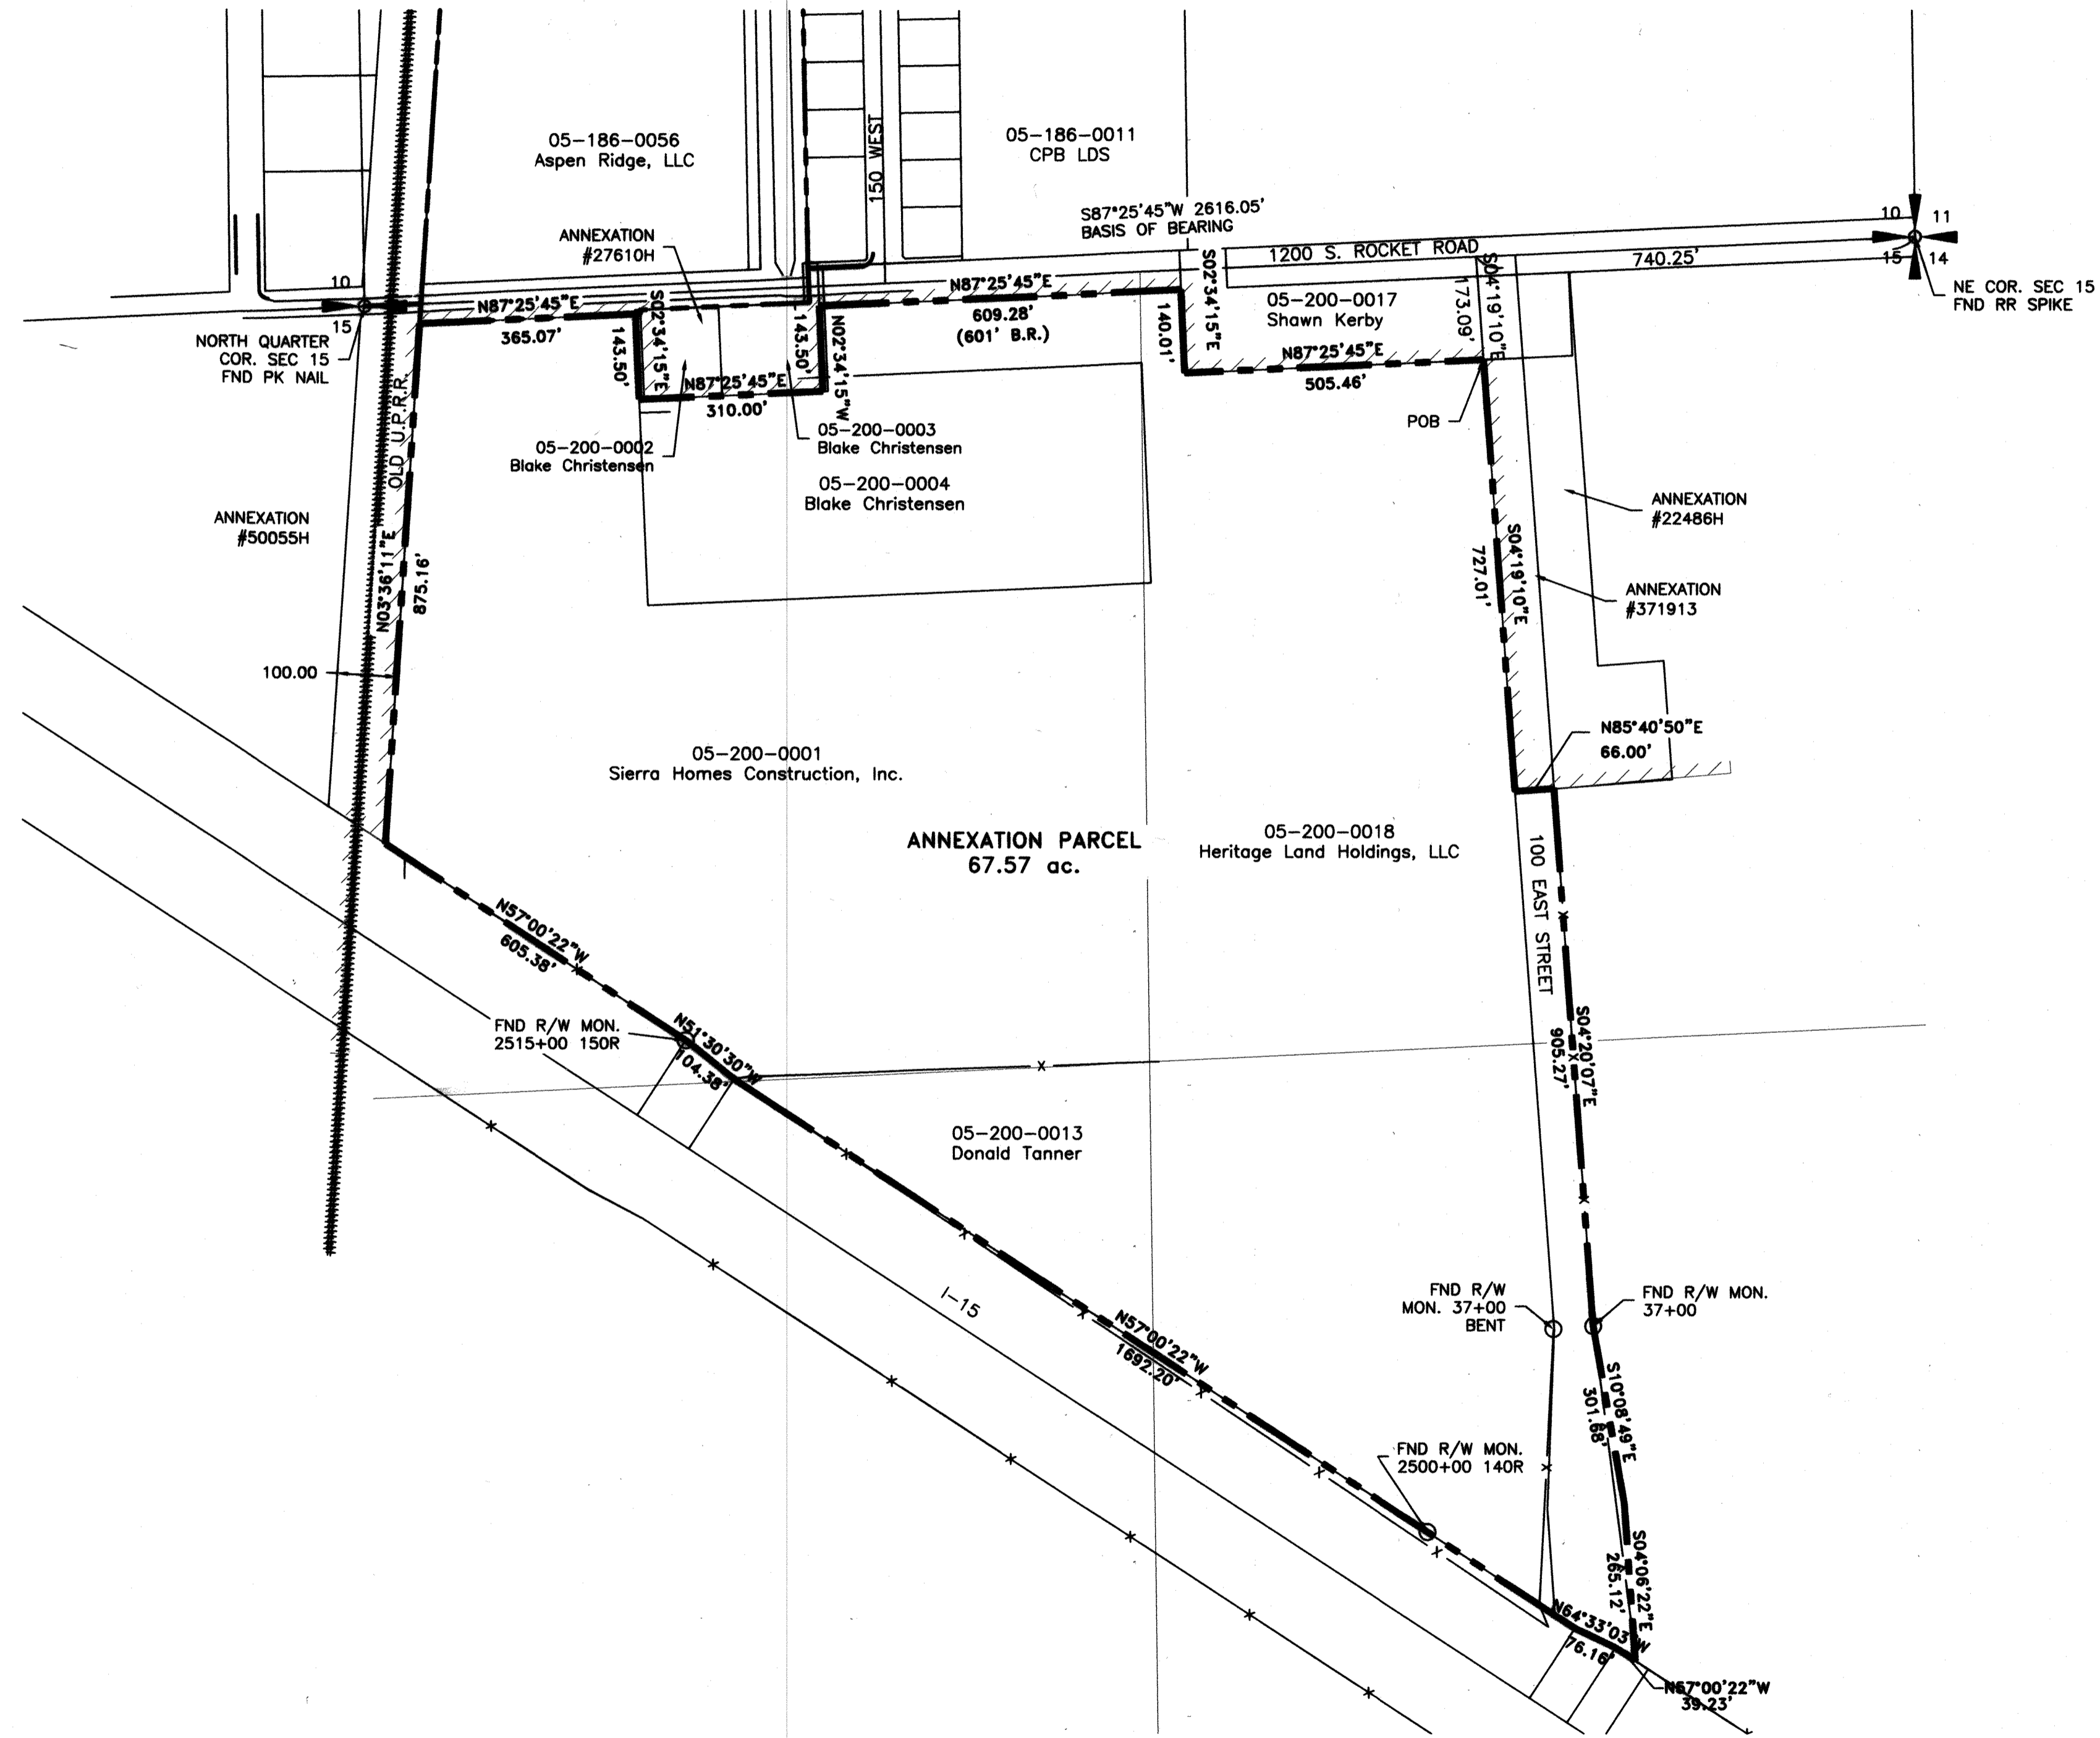 05-186-0056
Aspen Ridge, LLC
05-186-0011
CPB LDS
150 WEST
ANNEXATION
#27610H
S87°25'45"W 2616.05'
BASIS OF BEARING
1200 S. ROCKET ROAD
740.25'
10
11
15
14
NE COR. SEC 15
FND RR SPIKE
10
15
NORTH QUARTER
COR. SEC 15
FND PK NAIL
N87°25'45"E
365.07'
S02°34'15"E
143.50'
N87°25'45"E
310.00'
143.50'
N02°34'15"W
N87°25'45"E
609.28'
(601' B.R.)
140.01'
S02°34'15"E
05-200-0017
Shawn Kerby
173.09'
S04°19'10"E
N87°25'45"E
505.46'
POB
05-200-0002
Blake Christensen
05-200-0003
Blake Christensen
05-200-0004
Blake Christensen
OLD U.P.R.R.
ANNEXATION
#50055H
N03°36'11"E
875.16'
100.00
ANNEXATION
#22486H
S04°19'10"E
727.01'
ANNEXATION
#371913
N85°40'50"E
66.00'
05-200-0001
Sierra Homes Construction, Inc.
ANNEXATION PARCEL
67.57 ac.
05-200-0018
Heritage Land Holdings, LLC
100 EAST STREET
N57°00'22"W
605.38'
FND R/W MON.
2515+00 150R
N51°30'30"W
104.38'
S04°20'07"E
905.27'
05-200-0013
Donald Tanner
I-15
N57°00'22"W
1692.20'
FND R/W
MON. 37+00
BENT
FND R/W MON.
37+00
S10°08'49"E
301.68'
FND R/W MON.
2500+00 140R
S04°06'22"E
265.12'
N64°33'03"W
76.16'
N57°00'22"W
39.23'